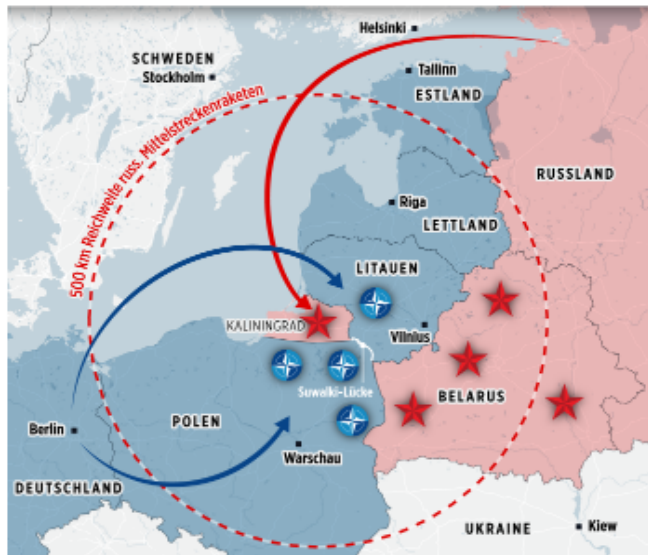 Helsinki
SCHWEDEN
Stockholm
Tallinn
ESTLAND
500 km Reichweite russ. Mittelstreckenraketen
RUSSLAND
Riga
LETTLAND
LITAUEN
KALININGRAD
Vilnius
Suwalki-Lücke
BELARUS
POLEN
Berlin
Warschau
DEUTSCHLAND
UKRAINE
Kiew